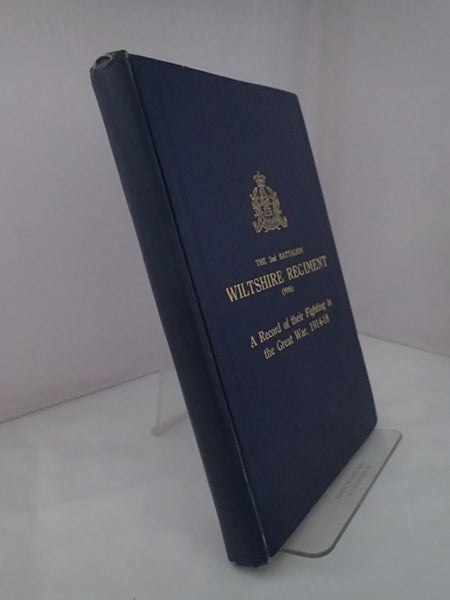 THE 2nd BATTALION
WILTSHIRE REGIMENT
(99th)
A Record of their Fighting in
the Great War, 1914-18